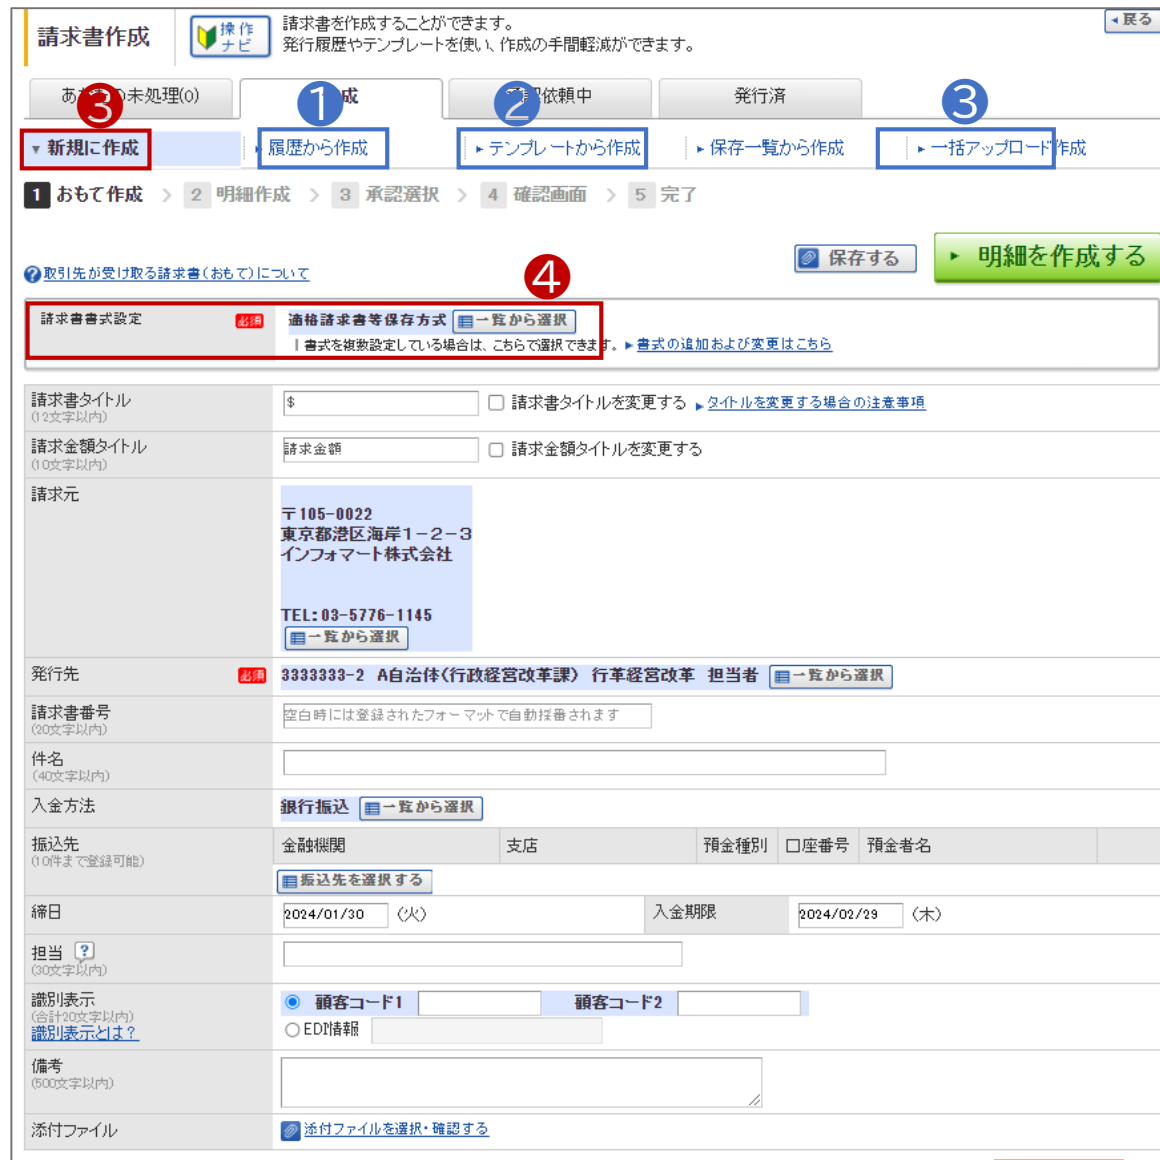 請求書作成
操作
ナビ
請求書を作成することができます。
発行履歴やテンプレートを使い、作成の手間軽減ができます。
戻る
3
1
2
3
の未処理(0)
成
依頼中
発行済
新規に作成
履歴から作成
テンプレートから作成
保存一覧から作成
一括アップロード作成
1 おもて作成 > 2 明細作成 > 3 承認選択 > 4 確認画面 > 5 完了
取引先が受け取る請求書(おもて)について
4
保存する
明細を作成する
請求書書式設定
必須
適格請求書等保存方式
一覧から選択
書式を複数設定している場合は、こちらで選択できます。
書式の追加および変更はこちら
請求書タイトル
(12文字以内)
$
請求書タイトルを変更する
タイトルを変更する場合の注意事項
請求金額タイトル
(10文字以内)
請求金額
請求金額タイトルを変更する
請求元
〒105-0022
東京都港区海岸1-2-3
インフォマート株式会社
TEL:03-5776-1145
一覧から選択
発行先
必須
3333333-2 A自治体(行政経営改革課) 行革経営改革 担当者
一覧から選択
請求書番号
(20文字以内)
空白時には登録されたフォーマットで自動採番されます
件名
(40文字以内)
入金方法
銀行振込
一覧から選択
振込先
(10件まで登録可能)
金融機関 支店 預金種別 口座番号 預金者名
振込先を選択する
締日
2024/01/30 (火)
入金期限
2024/02/29 (木)
担当 ?
(30文字以内)
識別表示
(合計20文字以内)
識別表示とは?
顧客コード1
顧客コード2
EDI情報
備考
(500文字以内)
添付ファイル
添付ファイルを選択・確認する